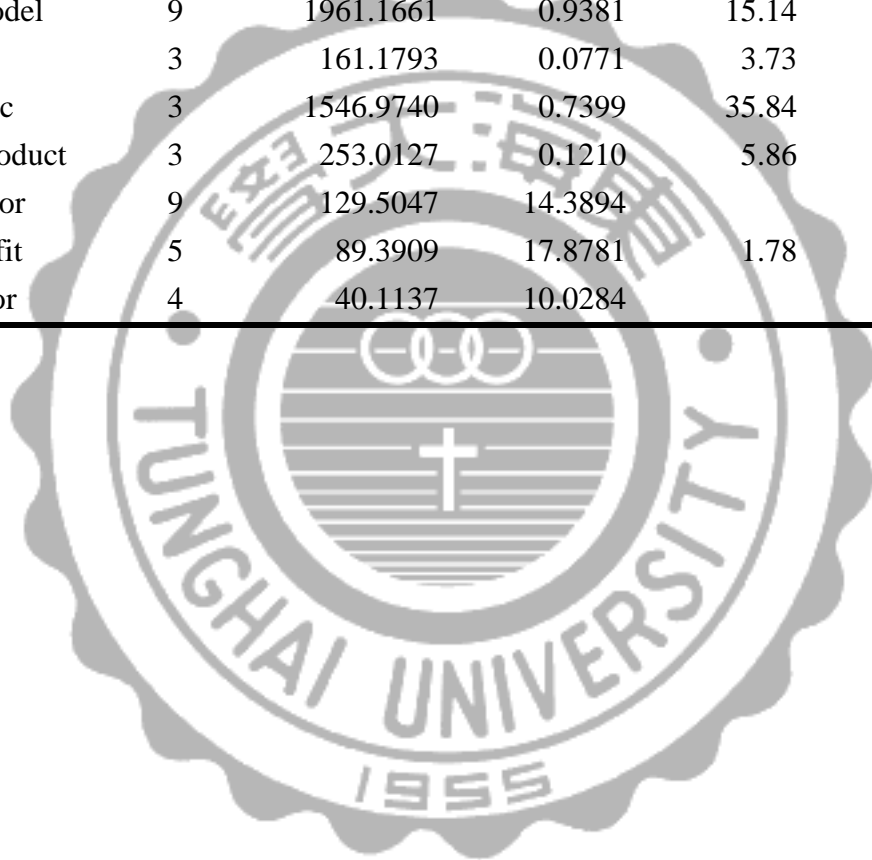 odel 9 1961.1661 0.9381 15.14
3 161.1793 0.0771 3.73
c 3 1546.9740 0.7399 35.84
oduct 3 253.0127 0.1210 5.86
or 9 129.5047 14.3894
fit 5 89.3909 17.8781 1.78
or 4 40.1137 10.0284
TUNGHAI UNIVERSITY
1955